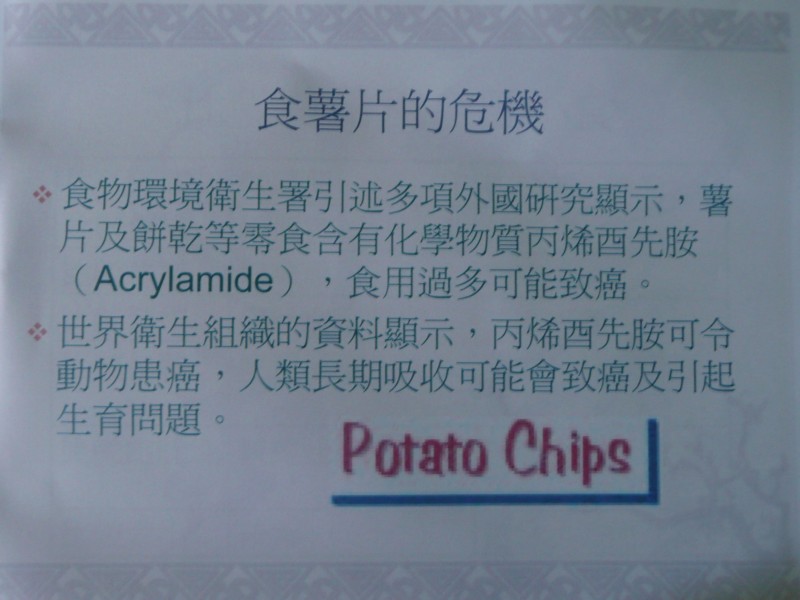 食薯片的危機
❖ 食物環境衛生署引述多項外國研究顯示，薯
片及餅乾等零食含有化學物質丙烯酉先胺
（Acrylamide），食用過多可能致癌。
❖ 世界衛生組織的資料顯示，丙烯酉先胺可令
動物患癌，人類長期吸收可能會致癌及引起
生育問題。
Potato Chips